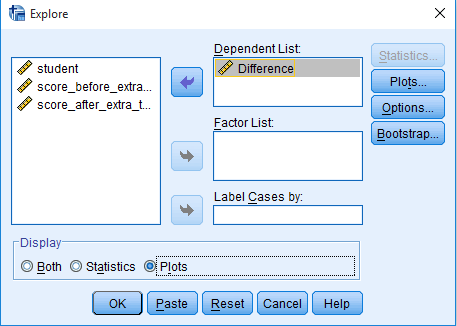 Explore
Dependent List:
student
score_before_extra...
score_after_extra_t...
Difference
Statistics...
Plots...
Options...
Bootstrap...
Factor List:
Label Cases by:
Display
Both Statistics Plots
OK Paste Reset Cancel Help